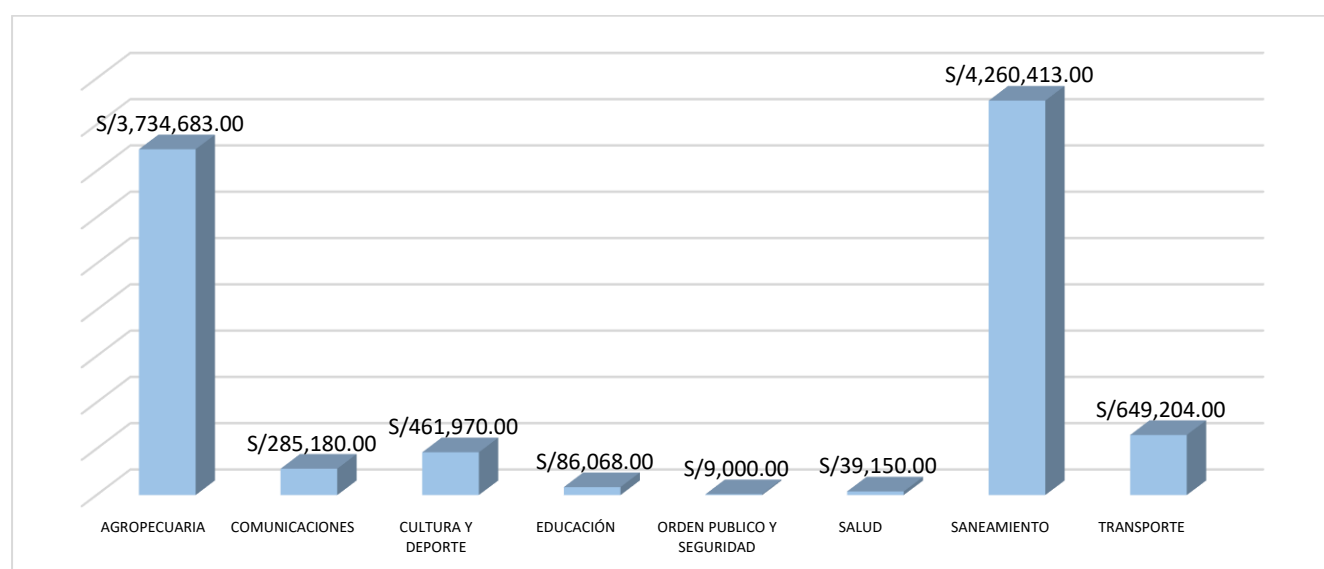 S/4,260,413.00
S/3,734,683.00
S/649,204.00
S/461,970.00
S/285,180.00
S/86,068.00
S/9,000.00
S/39,150.00
AGROPECUARIA
COMUNICACIONES
CULTURA Y
DEPORTE
EDUCACIÓN
ORDEN PUBLICO Y
SEGURIDAD
SALUD
SANEAMIENTO
TRANSPORTE